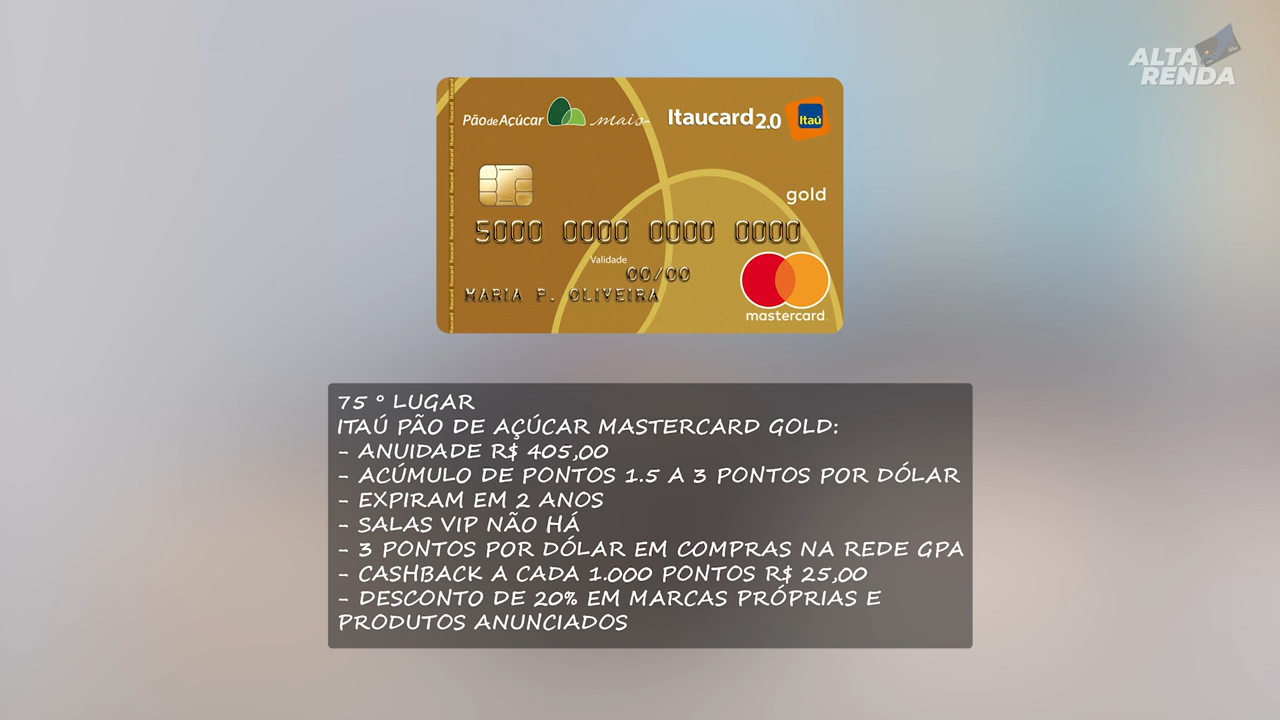 ALTA
RENDA
Pão de Açúcar mais
Itaucard 2.0
Itaú
gold
5000 0000 0000 0000
Validade
00/00
MARIA P. OLIVEIRA
mastercard.
75 º LUGAR
ITAÚ PÃO DE AÇÚCAR MASTERCARD GOLD:
- ANUIDADE R$ 405,00
- ACÚMULO DE PONTOS 1.5 A 3 PONTOS POR DÓLAR
- EXPIRAM EM 2 ANOS
- SALAS VIP NÃO HÁ
- 3 PONTOS POR DÓLAR EM COMPRAS NA REDE GPA
- CASHBACK A CADA 1.000 PONTOS R$ 25,00
- DESCONTO DE 20% EM MARCAS PRÓPRIAS E
PRODUTOS ANUNCIADOS